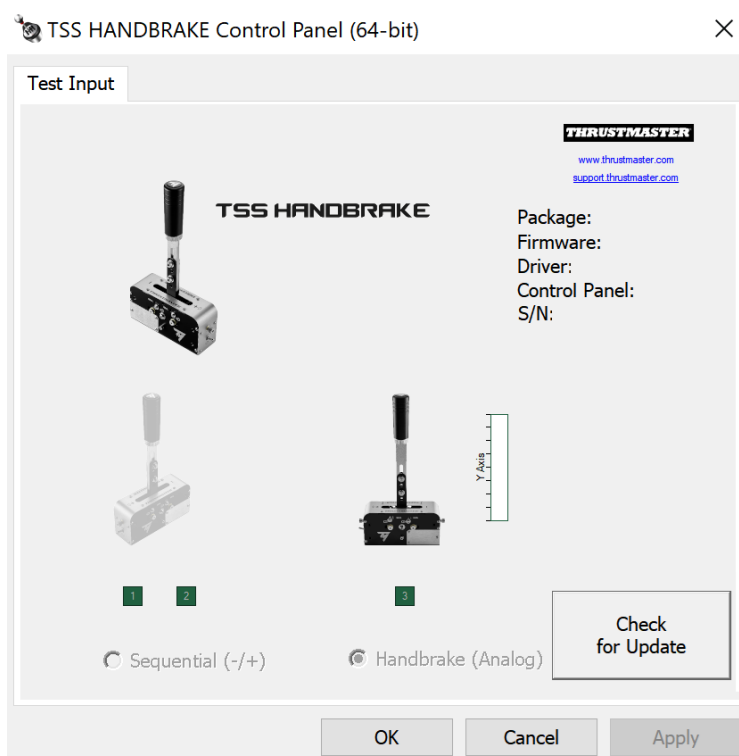 TSS HANDBRAKE Control Panel (64-bit)
Test Input
THRUSTMASTER
www.thrustmaster.com
support.thrustmaster.com
TSS HANDBRAKE
Package:
Firmware:
Driver:
Control Panel:
S/N:
Y Axis
1 2 3
Sequential (-/+) Handbrake (Analog)
Check
for Update
OK Cancel Apply